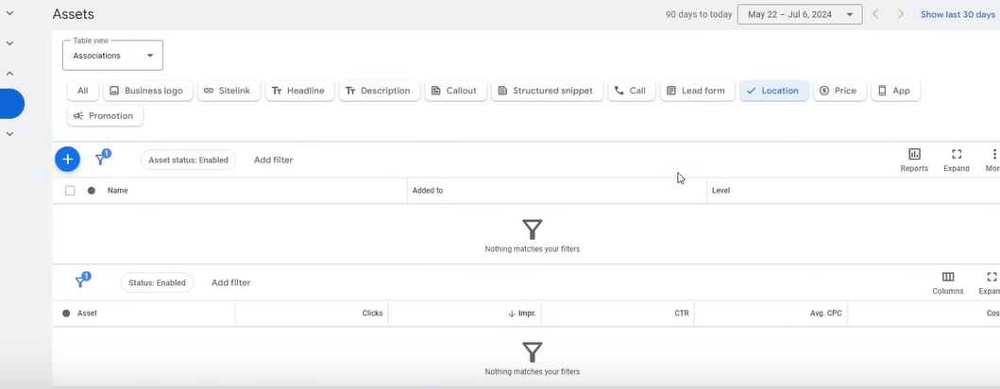 Assets
90 days to today May 22 – Jul 6, 2024 Show last 30 days
Table view
Associations
All Business logo Sitelink Headline Description Callout Structured snippet Call Lead form Location Price App
Promotion
1
Asset status: Enabled Add filter
Reports Expand Mor
Name Added to Level
Nothing matches your filters
1
Status: Enabled Add filter
Columns Expan
Asset Clicks Impr. CTR Avg. CPC Cos
Nothing matches your filters